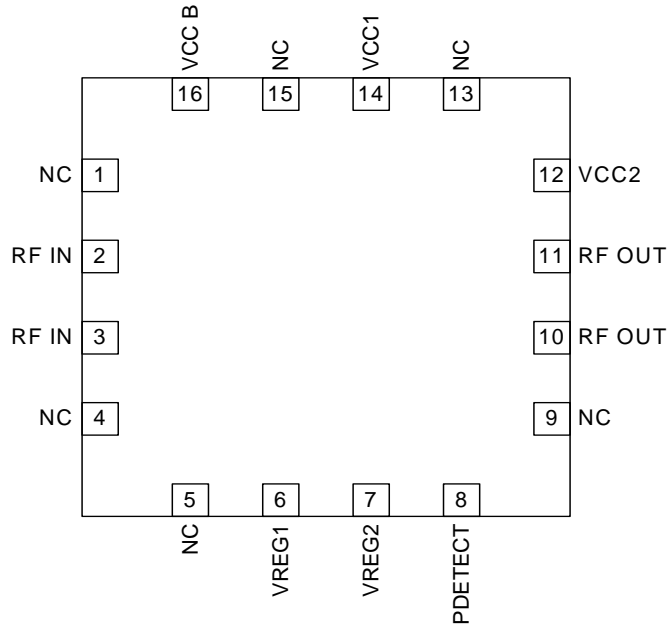 VCC B
NC
VCC1
NC
16
15
14
13
NC 1
12 VCC2
RF IN 2
11 RF OUT
RF IN 3
10 RF OUT
NC 4
9 NC
5
6
7
8
NC
VREG1
VREG2
PDETECT